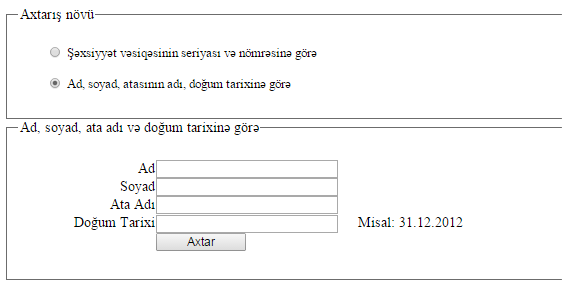 Axtarış növü
Şəxsiyyət vəsiqəsinin seriyası və nömrəsinə görə
Ad, soyad, atasının adı, doğum tarixinə görə
Ad, soyad, ata adı və doğum tarixinə görə
Ad
Soyad
Ata Adı
Doğum Tarixi Misal: 31.12.2012
Axtar